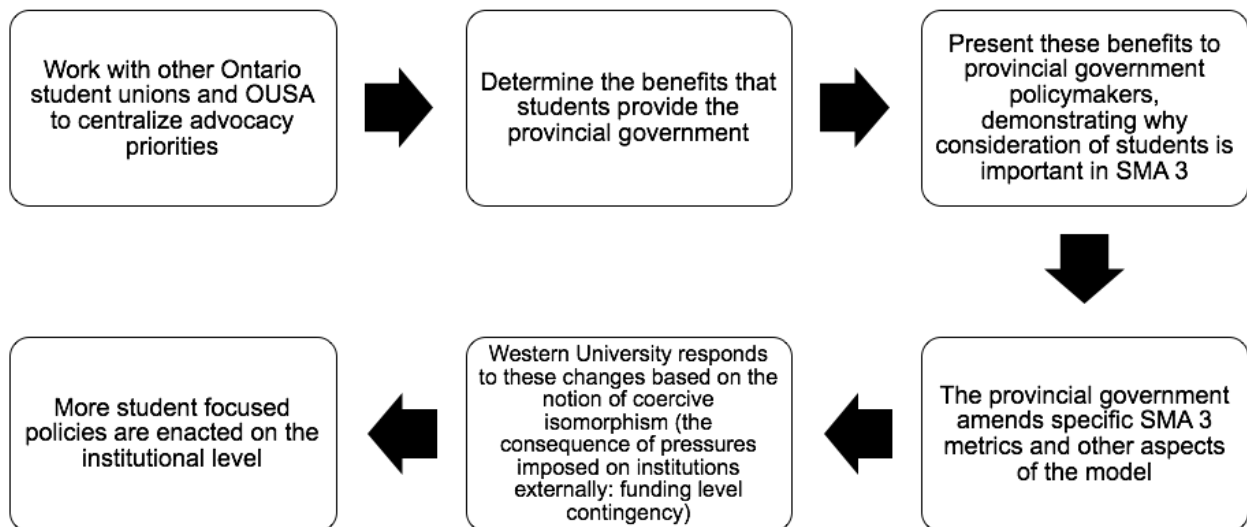 Work with other Ontario
student unions and OUSA
to centralize advocacy
priorities
Determine the benefits that
students provide the
provincial government
Present these benefits to
provincial government
policymakers,
demonstrating why
consideration of students is
important in SMA 3
The provincial government
amends specific SMA 3
metrics and other aspects
of the model
Western University responds
to these changes based on the
notion of coercive
isomorphism (the
consequence of pressures
imposed on institutions
externally: funding level
contingency)
More student focused
policies are enacted on the
institutional level